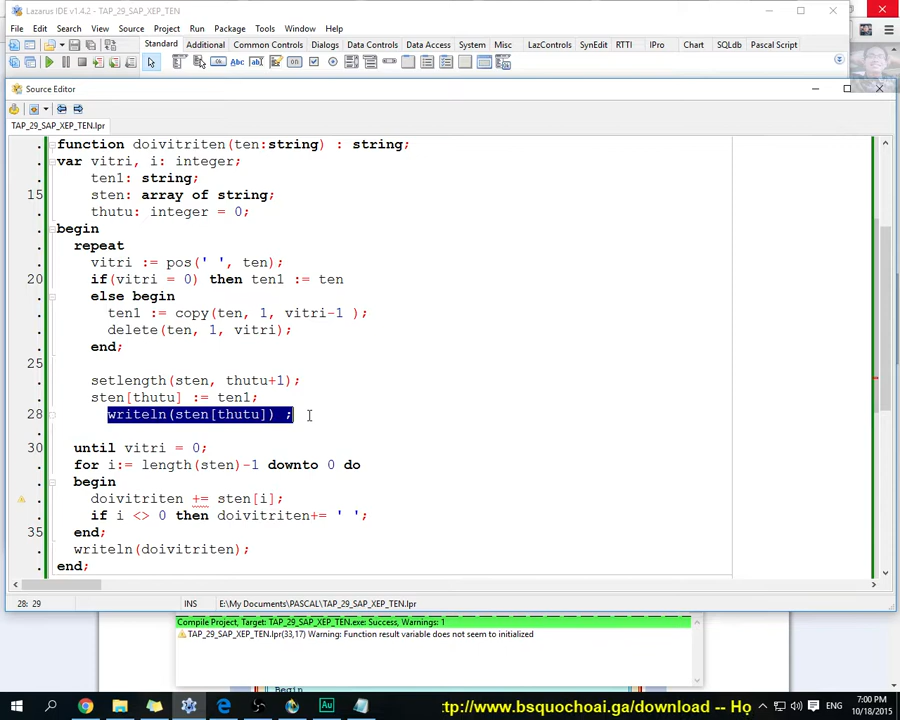 Lazarus IDE v1.4.2 - TAP_29_SAP_XEP_TEN
File Edit Search View Source Project Run Package Tools Window Help
Standard Additional Common Controls Dialogs Data Controls Data Access System Misc LazControls SynEdit RTTI IPro Chart SQLdb Pascal Script
Source Editor
TAP_29_SAP_XEP_TEN.lpr
function doivitriten(ten:string) : string;
var vitri, i: integer;
ten1: string;
15 sten: array of string;
thutu: integer = 0;
begin
repeat
vitri := pos(' ', ten);
20 if(vitri = 0) then ten1 := ten
else begin
ten1 := copy(ten, 1, vitri-1 );
delete(ten, 1, vitri);
end;
25
setlength(sten, thutu+1);
sten[thutu] := ten1;
28 writeln(sten[thutu]) ;
30 until vitri = 0;
for i:= length(sten)-1 downto 0 do
begin
doivitriten += sten[i];
if i <> 0 then doivitriten+= ' ';
35 end;
writeln(doivitriten);
end;
28: 29 INS E:\My Documents\PASCAL\TAP_29_SAP_XEP_TEN.lpr
Compile Project, Target: TAP_29_SAP_XEP_TEN.exe: Success, Warnings: 1
TAP_29_SAP_XEP_TEN.lpr(33,17) Warning: Function result variable does not seem to initialized
Begin
tp://www.bsquochoai.ga/download -- Họ
ENG
7:00 PM
10/18/2015